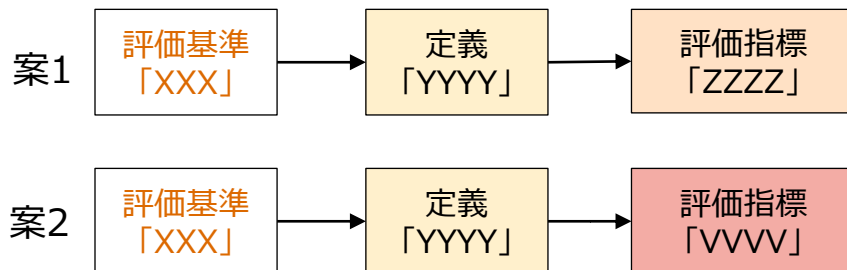 案1
評価基準
「XXX」
定義
「YYYY」
評価指標
「ZZZZ」
案2
評価基準
「XXX」
定義
「YYYY」
評価指標
「VVVV」